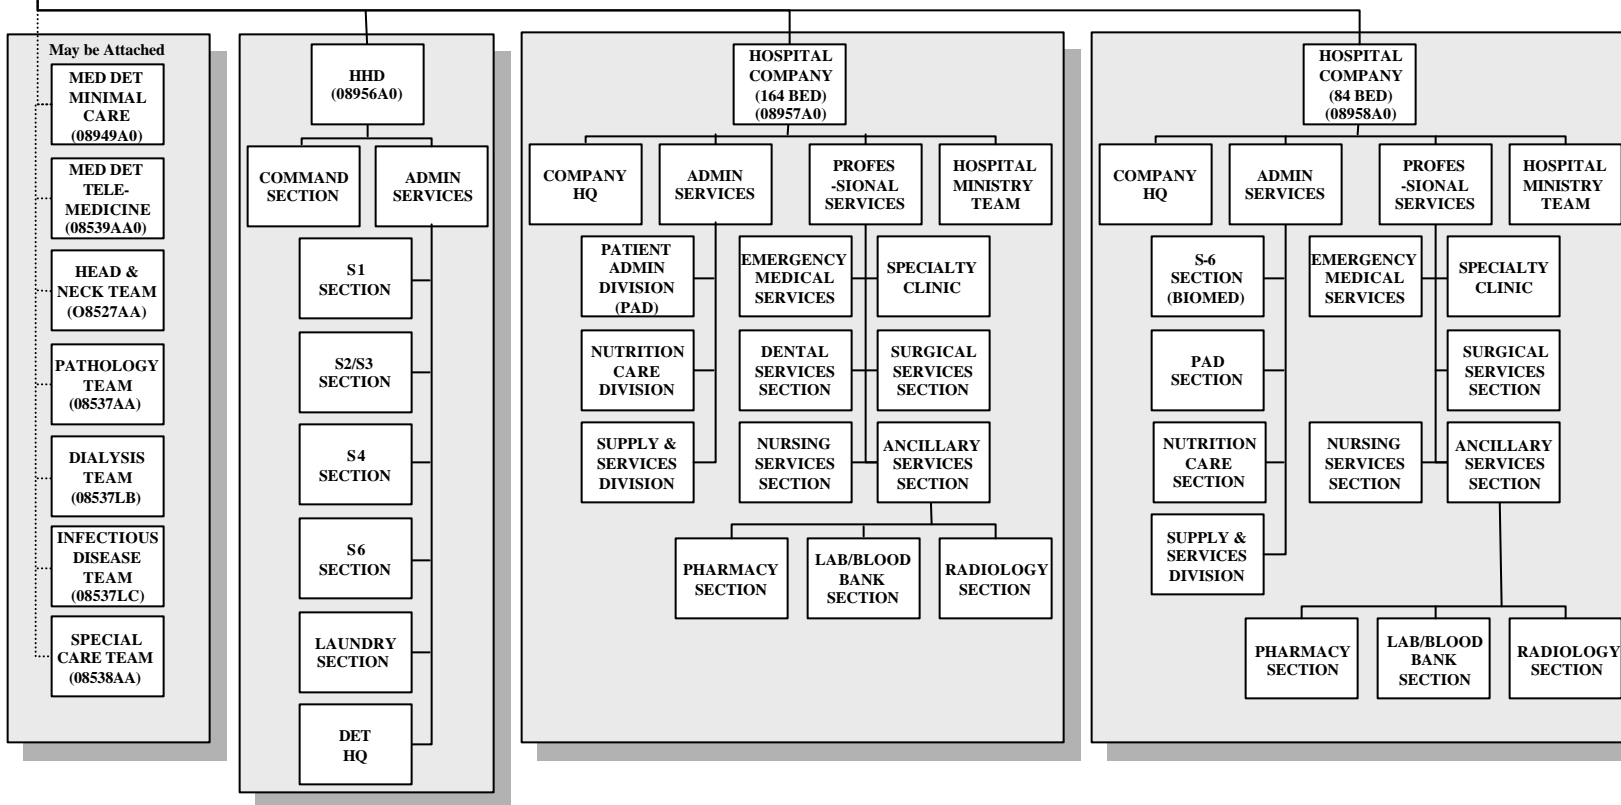 May be Attached
MED DET
MINIMAL
CARE
(08949A0)
MED DET
TELE-
MEDICINE
(08539AA0)
HEAD &
NECK TEAM
(O8527AA)
PATHOLOGY
TEAM
(08537AA)
DIALYSIS
TEAM
(08537LB)
INFECTIOUS
DISEASE
TEAM
(08537LC)
SPECIAL
CARE TEAM
(08538AA)
HHD
(08956A0)
COMMAND
SECTION
ADMIN
SERVICES
S1
SECTION
S2/S3
SECTION
S4
SECTION
S6
SECTION
LAUNDRY
SECTION
DET
HQ
HOSPITAL
COMPANY
(164 BED)
(08957A0)
COMPANY
HQ
ADMIN
SERVICES
PROFES
-SIONAL
SERVICES
HOSPITAL
MINISTRY
TEAM
PATIENT
ADMIN
DIVISION
(PAD)
EMERGENCY
MEDICAL
SERVICES
SPECIALTY
CLINIC
NUTRITION
CARE
DIVISION
DENTAL
SERVICES
SECTION
SURGICAL
SERVICES
SECTION
SUPPLY &
SERVICES
DIVISION
NURSING
SERVICES
SECTION
ANCILLARY
SERVICES
SECTION
PHARMACY
SECTION
LAB/BLOOD
BANK
SECTION
RADIOLOGY
SECTION
HOSPITAL
COMPANY
(84 BED)
(08958A0)
COMPANY
HQ
ADMIN
SERVICES
PROFES
-SIONAL
SERVICES
HOSPITAL
MINISTRY
TEAM
S-6
SECTION
(BIOMED)
EMERGENCY
MEDICAL
SERVICES
SPECIALTY
CLINIC
PAD
SECTION
SURGICAL
SERVICES
SECTION
NUTRITION
CARE
SECTION
NURSING
SERVICES
SECTION
ANCILLARY
SERVICES
SECTION
SUPPLY &
SERVICES
DIVISION
PHARMACY
SECTION
LAB/BLOOD
BANK
SECTION
RADIOLOGY
SECTION